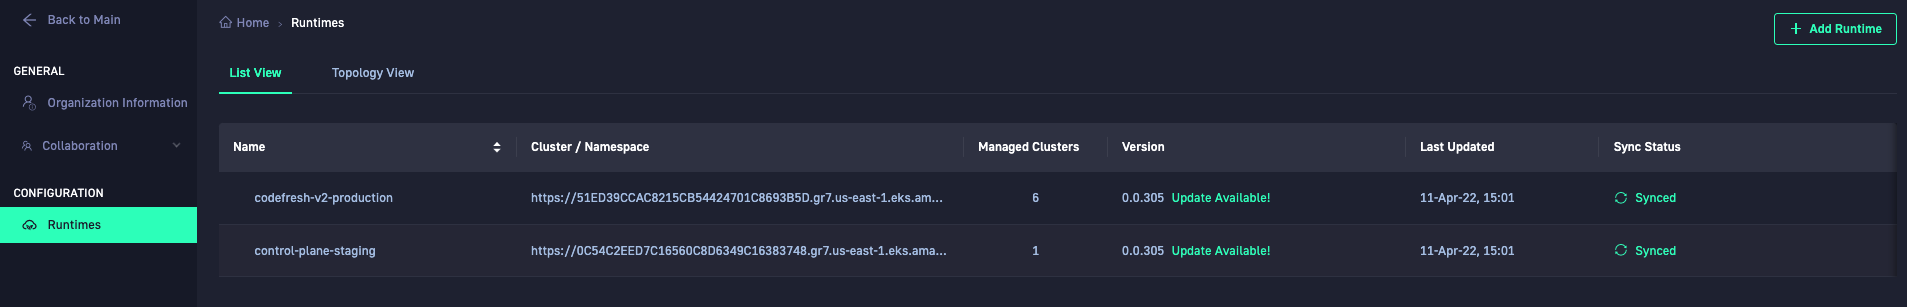 Back to Main
GENERAL
Organization Information
Collaboration
CONFIGURATION
Runtimes
Home › Runtimes
+ Add Runtime
List View Topology View
Name Cluster / Namespace Managed Clusters Version Last Updated Sync Status
codefresh-v2-production https://51ED39CCAC8215CB54424701C8693B5D.gr7.us-east-1.eks.am... 6 0.0.305 Update Available! 11-Apr-22, 15:01 Synced
control-plane-staging https://0C54C2EED7C16560C8D6349C16383748.gr7.us-east-1.eks.ama... 1 0.0.305 Update Available! 11-Apr-22, 15:01 Synced